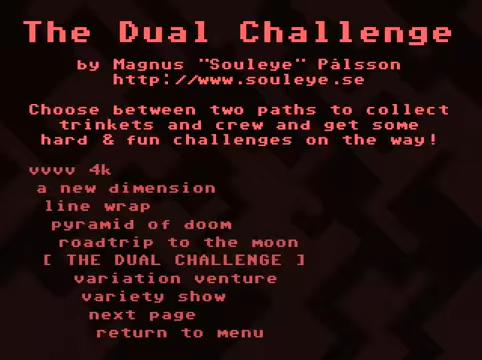 The Dual Challenge
by Magnus "Souleye" Pålsson
http://www.souleye.se
Choose between two paths to collect
trinkets and crew and get some
hard & fun challenges on the way!
vvvv 4k
a new dimension
line wrap
pyramid of doom
roadtrip to the moon
[ THE DUAL CHALLENGE ]
variation venture
variety show
next page
return to menu